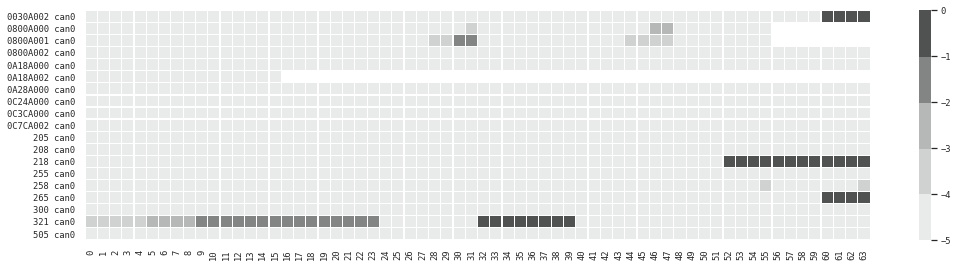 0030A002 can0
0800A000 can0
0800A001 can0
0800A002 can0
0A18A000 can0
0A18A002 can0
0A28A000 can0
0C24A000 can0
0C3CA000 can0
0C7CA002 can0
205 can0
208 can0
218 can0
255 can0
258 can0
265 can0
300 can0
321 can0
505 can0
0 1 2 3 4 5 6 7 8 9 10 11 12 13 14 15 16 17 18 19 20 21 22 23 24 25 26 27 28 29 30 31 32 33 34 35 36 37 38 39 40 41 42 43 44 45 46 47 48 49 50 51 52 53 54 55 56 57 58 59 60 61 62 63
0
−1
−2
−3
−4
−5